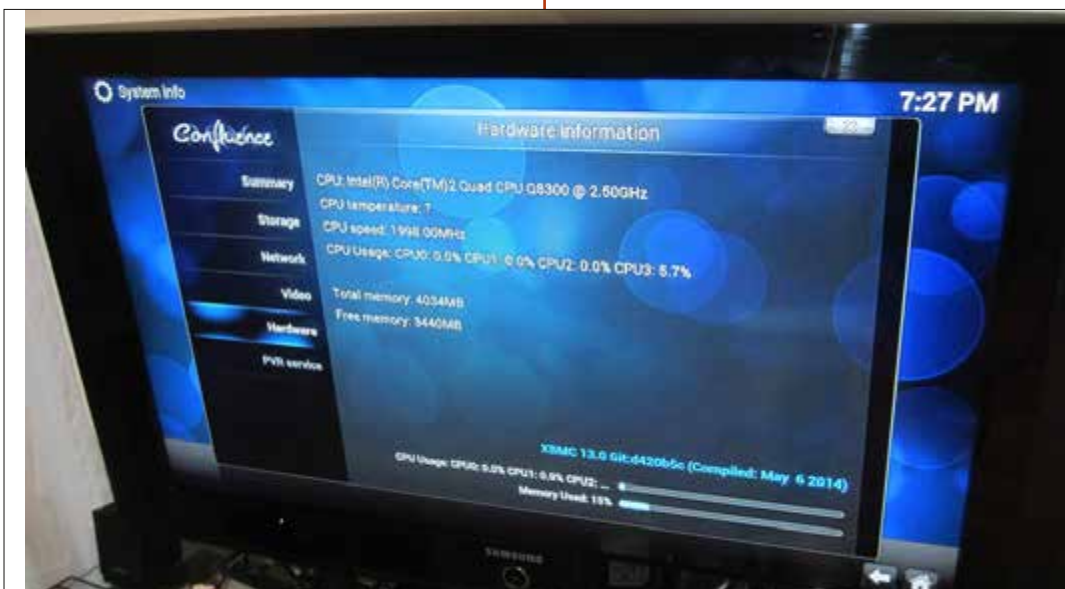 System info
7:27 PM
Confluence
Hardware information
Summary
Storage
Network
Video
Hardware
PVR service
CPU: Intel(R) Core(TM)2 Quad CPU Q8300 @ 2.50GHz
CPU temperature: ?
CPU speed: 1998.00MHz
CPU Usage: CPU0: 0.0% CPU1: 0.0% CPU2: 0.0% CPU3: 5.7%
Total memory: 4034MB
Free memory: 3440MB
XBMC 13.0 Git:d420b5c (Compiled: May 6 2014)
CPU Usage: CPU0: 0.0% CPU1: 0.0% CPU2: ...
Memory Used: 15%
SAMSUNG